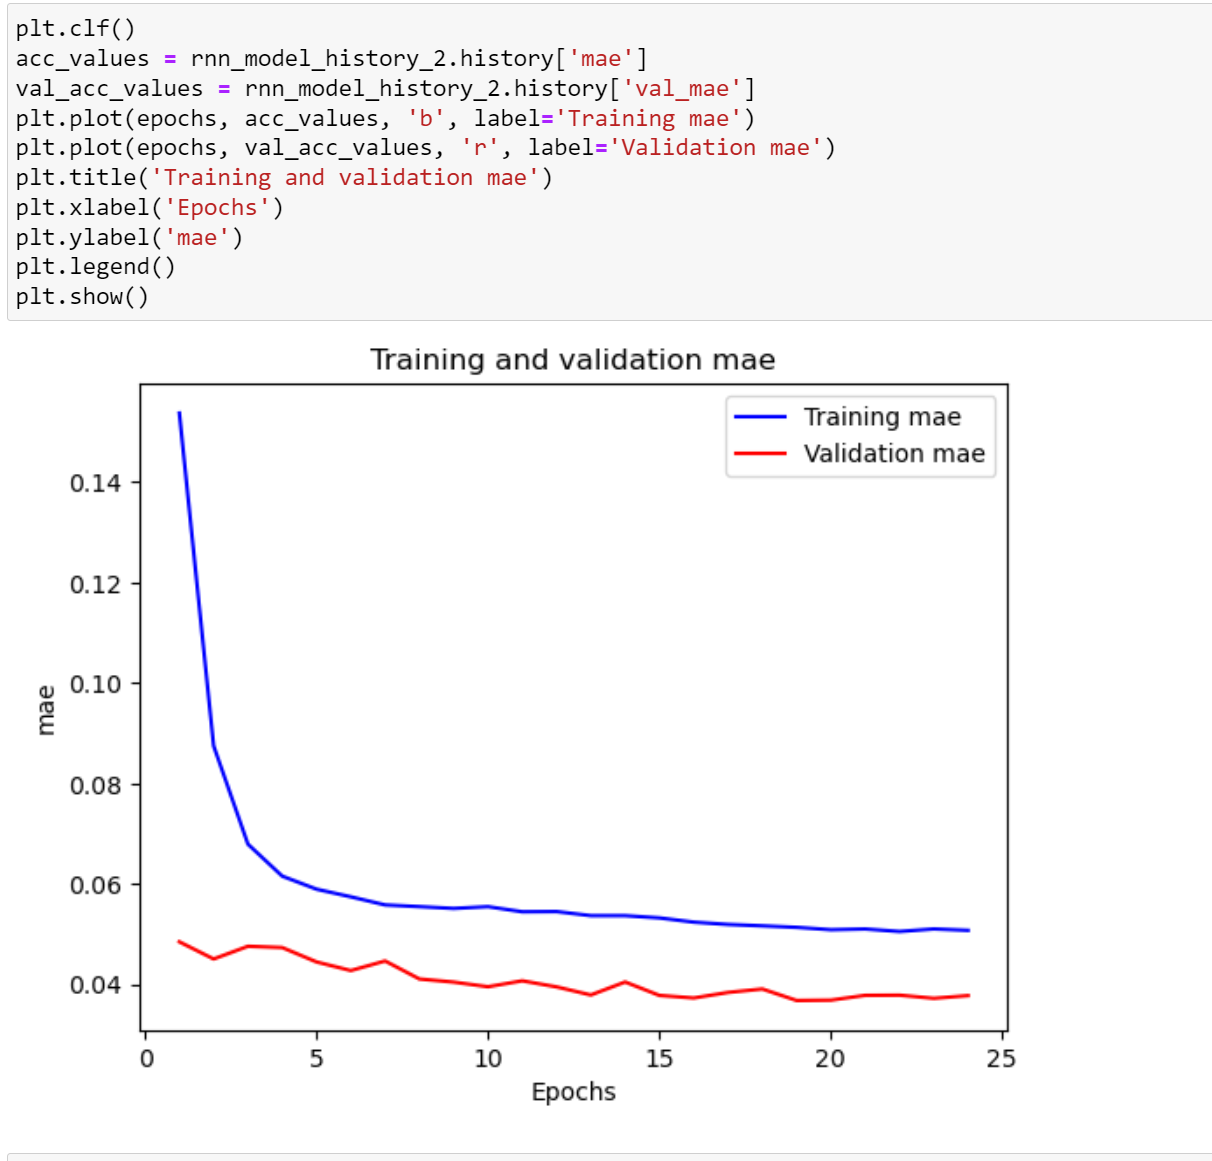 plt.clf()
acc_values = rnn_model_history_2.history['mae']
val_acc_values = rnn_model_history_2.history['val_mae']
plt.plot(epochs, acc_values, 'b', label='Training mae')
plt.plot(epochs, val_acc_values, 'r', label='Validation mae')
plt.title('Training and validation mae')
plt.xlabel('Epochs')
plt.ylabel('mae')
plt.legend()
plt.show()
Training and validation mae
Training mae
Validation mae
0.14
0.12
0.10
0.08
0.06
0.04
mae
0 5 10 15 20 25
Epochs